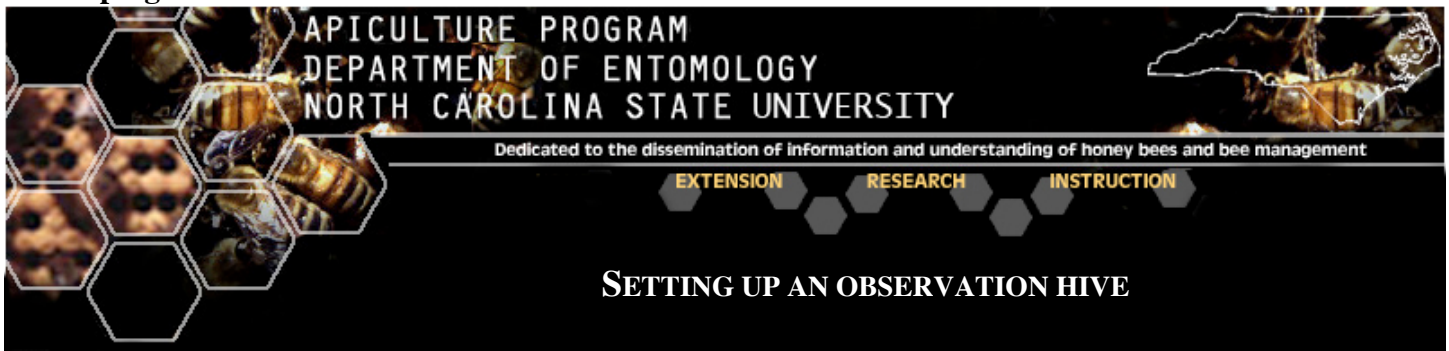 APICULTURE PROGRAM
DEPARTMENT OF ENTOMOLOGY
NORTH CAROLINA STATE UNIVERSITY
Dedicated to the dissemination of information and understanding of honey bees and bee management
EXTENSION RESEARCH INSTRUCTION
SETTING UP AN OBSERVATION HIVE